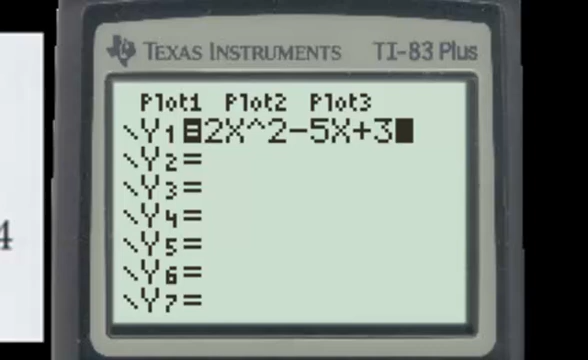 TEXAS INSTRUMENTS TI-83 Plus
Plot1 Plot2 Plot3
\Y1=2X^2-5X+3
\Y2=
\Y3=
4
\Y4=
\Y5=
\Y6=
\Y7=